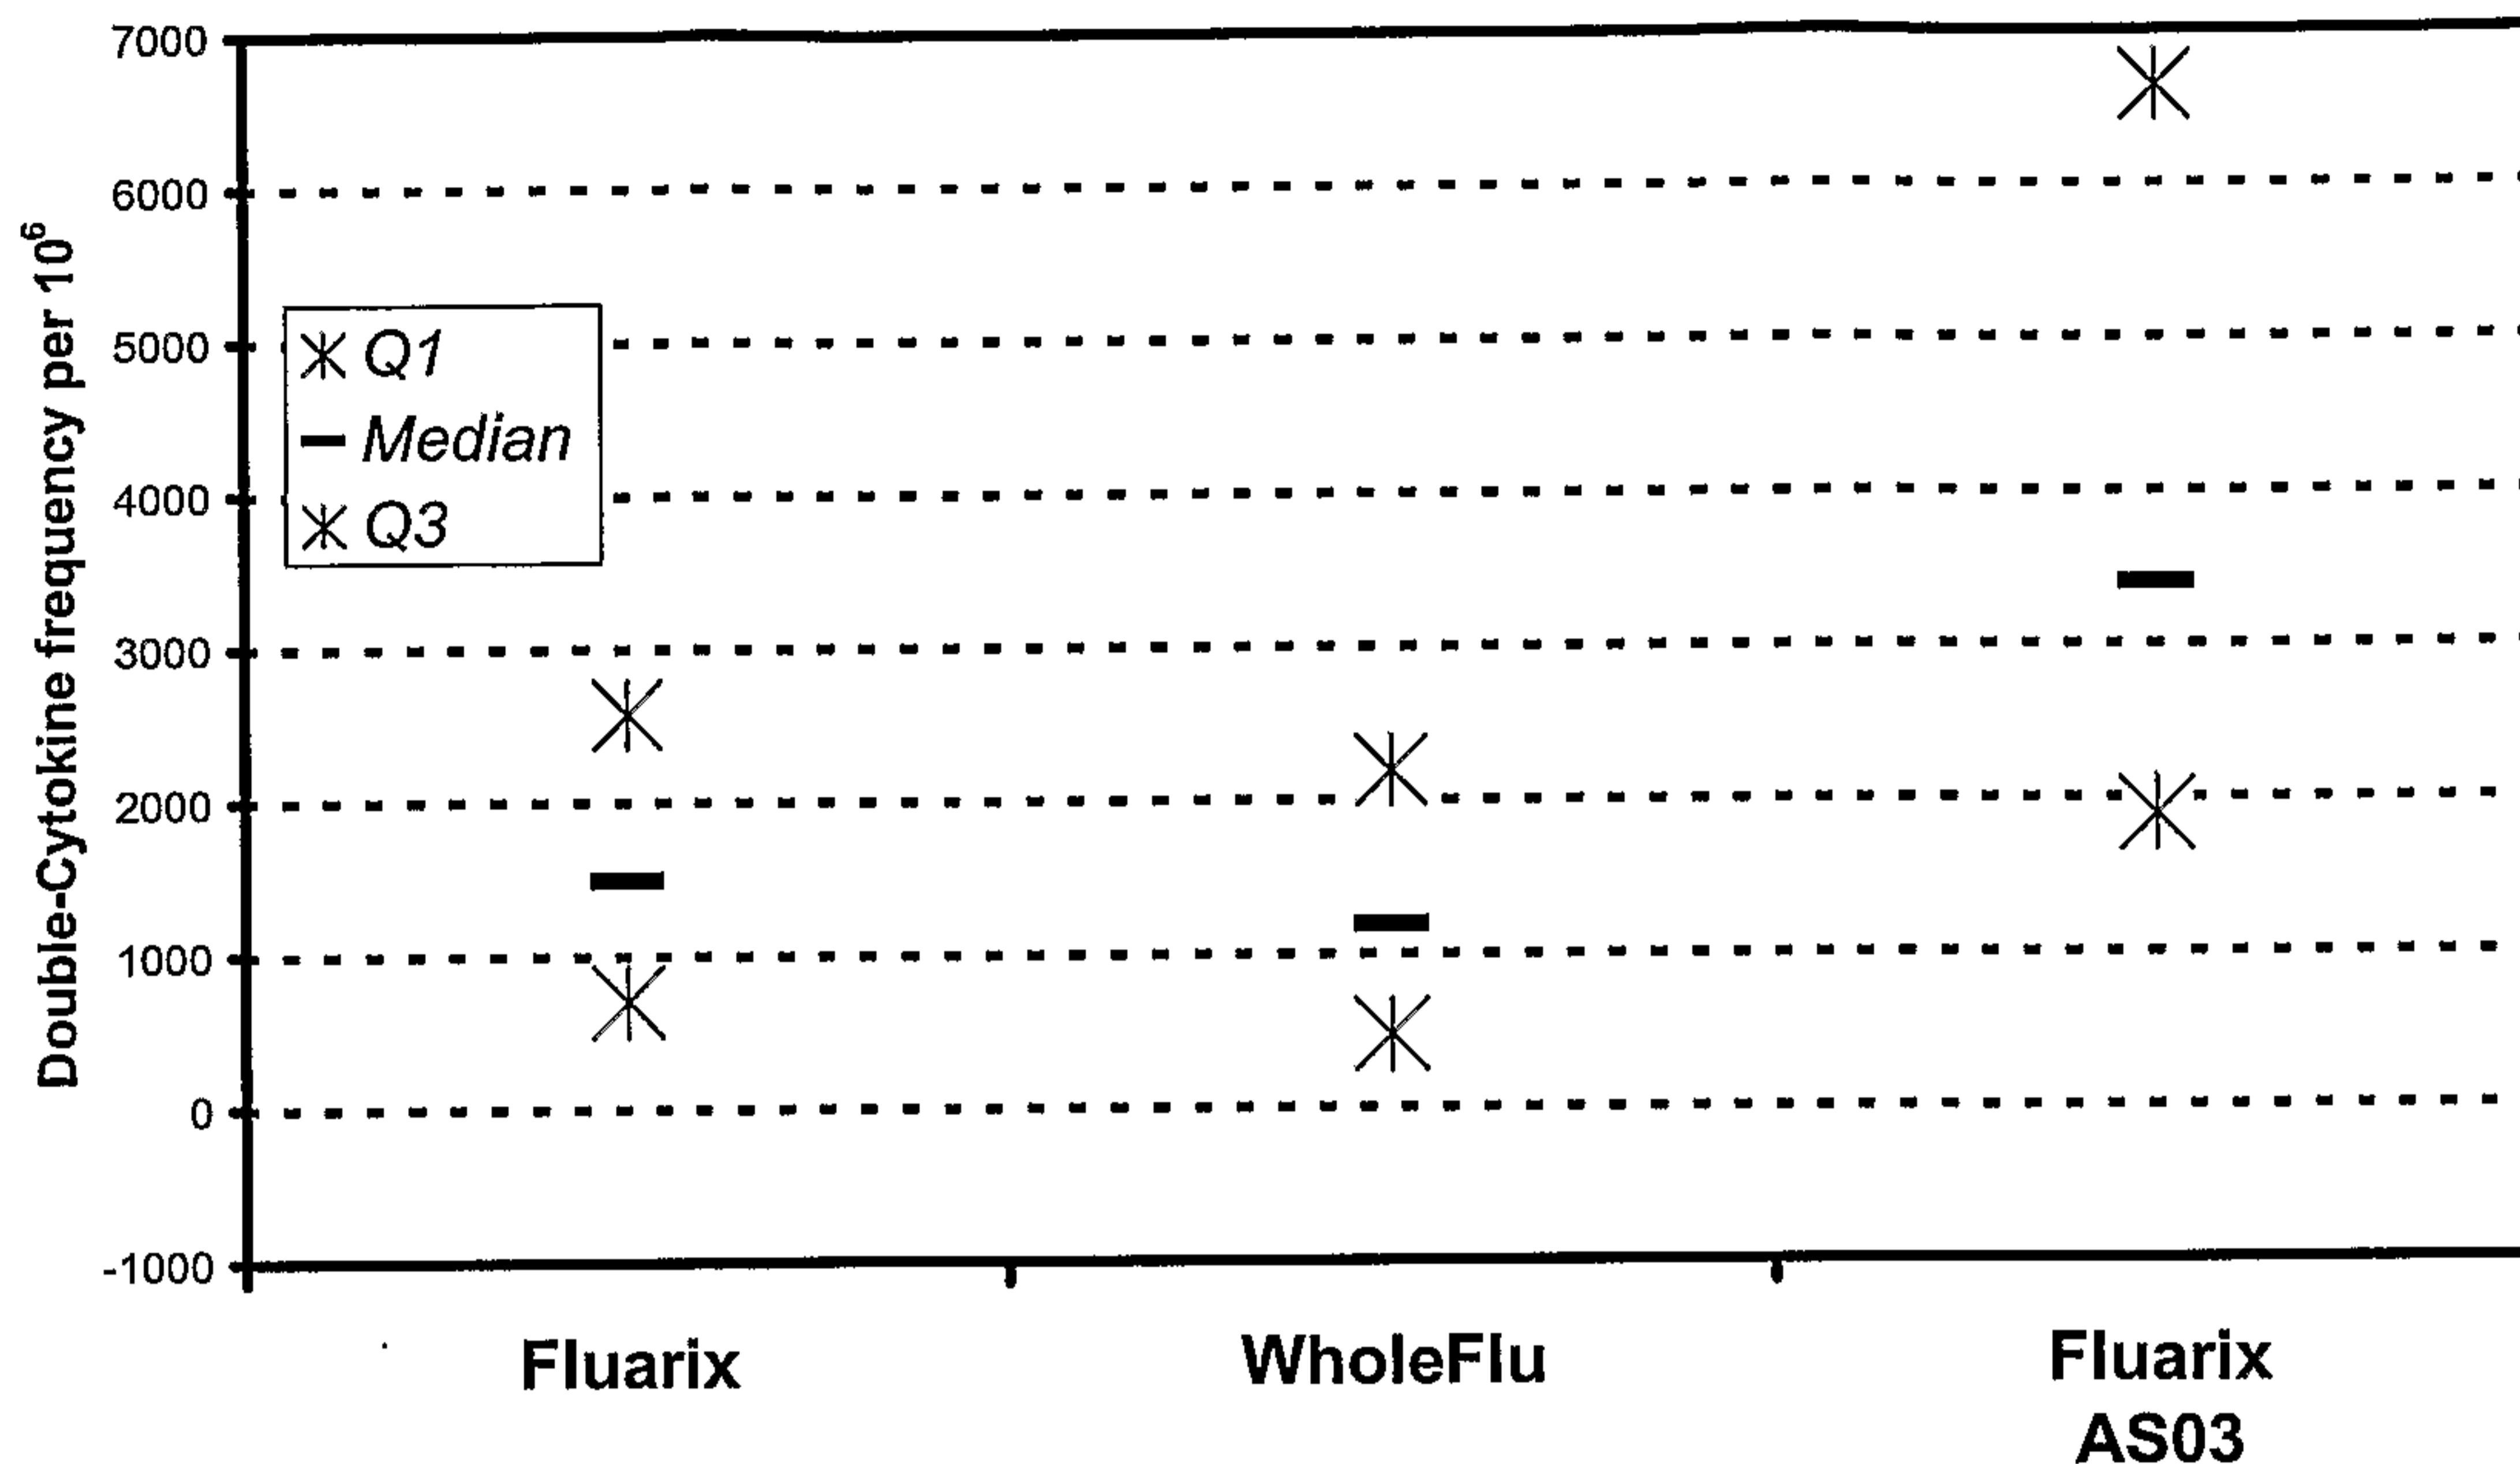 Double-Cytokine frequency per 10⁶
7000
6000
5000
4000
3000
2000
1000
0
-1000
Q1
Median
Q3
Fluarix
WholeFlu
Fluarix
AS03